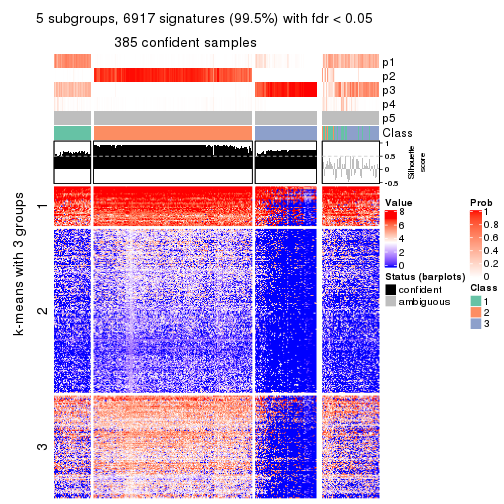 5 subgroups, 6917 signatures (99.5%) with fdr < 0.05
385 confident samples
p1
p2
p3
p4
p5
Class
1
0.5
0
-0.5
Silhouette
score
k-means with 3 groups
1
2
3
Value
8
6
4
2
0
Status (barplots)
confident
ambiguous
Prob
1
0.8
0.6
0.4
0.2
0
Class
1
2
3